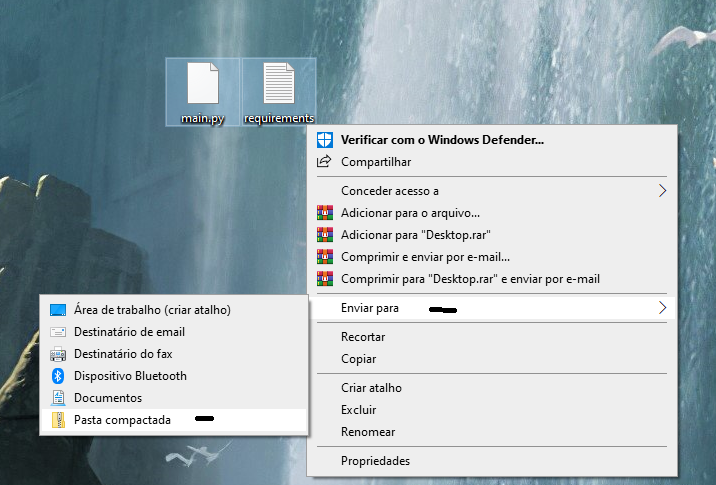 main.py
requirements
Verificar com o Windows Defender...
Compartilhar
Conceder acesso a
Adicionar para o arquivo...
Adicionar para "Desktop.rar"
Comprimir e enviar por e-mail...
Comprimir para "Desktop.rar" e enviar por e-mail
Enviar para
Recortar
Copiar
Criar atalho
Excluir
Renomear
Propriedades
Área de trabalho (criar atalho)
Destinatário de email
Destinatário do fax
Dispositivo Bluetooth
Documentos
Pasta compactada